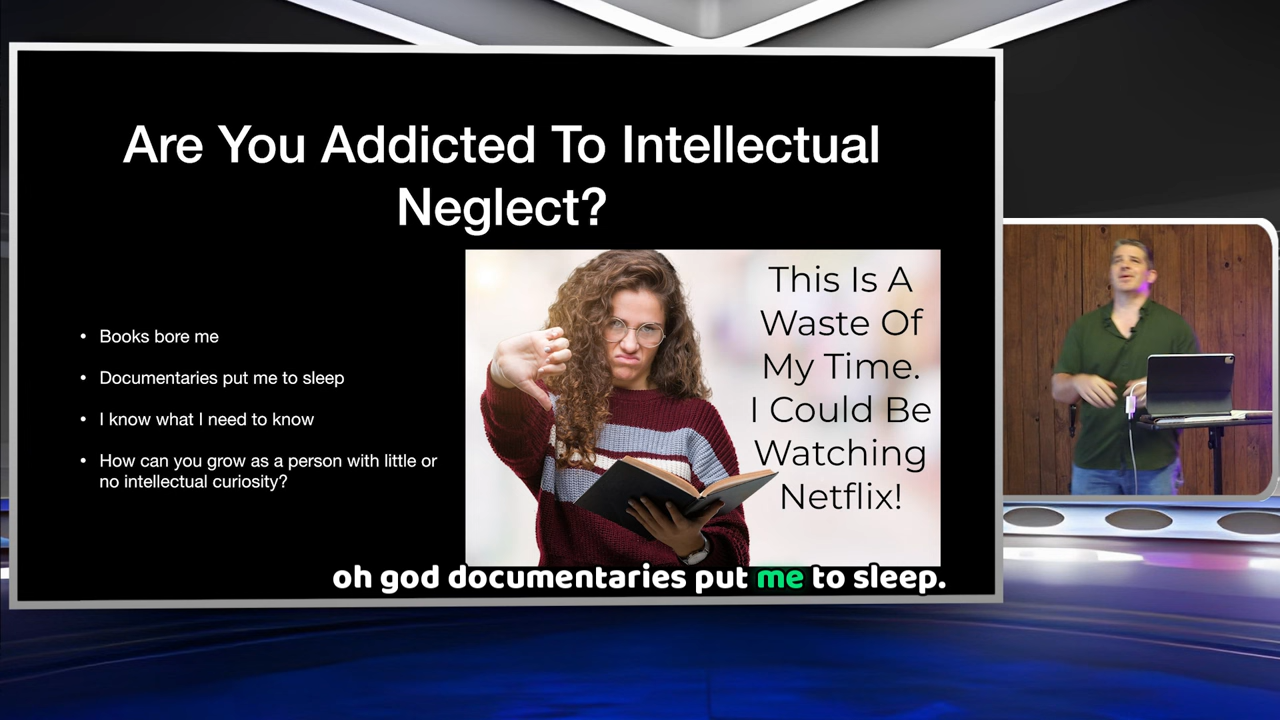 Are You Addicted To Intellectual
Neglect?
• Books bore me
• Documentaries put me to sleep
• I know what I need to know
• How can you grow as a person with little or
no intellectual curiosity?
This Is A
Waste Of
My Time.
I Could Be
Watching
Netflix!
oh god documentaries put me to sleep.